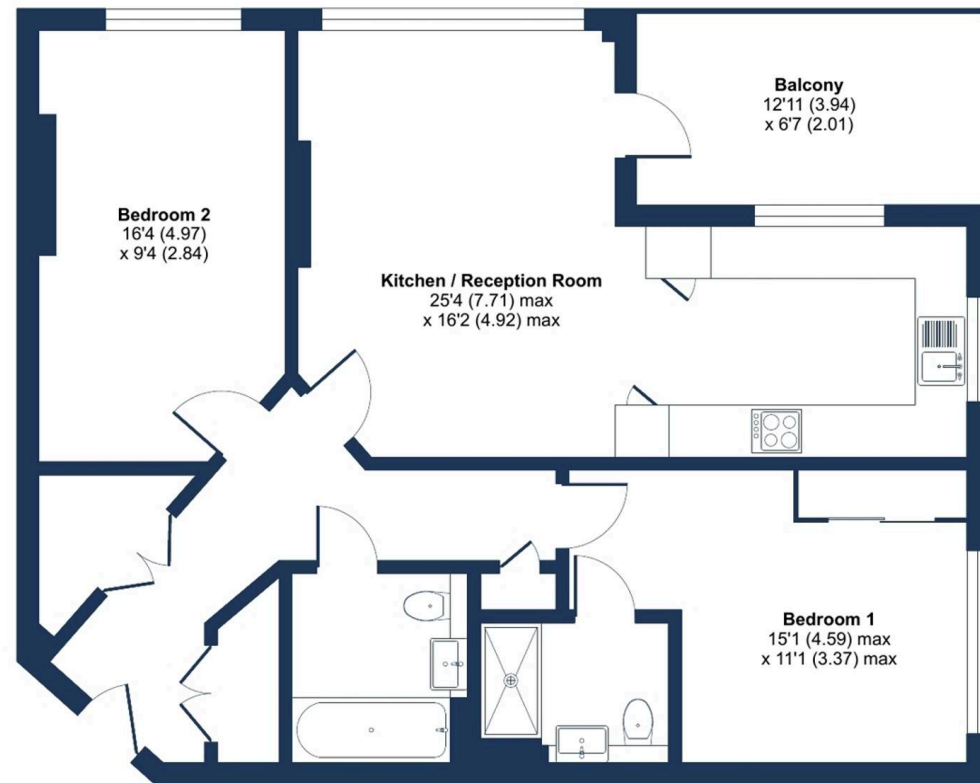 Balcony
12'11 (3.94)
x 6'7 (2.01)
Bedroom 2
16'4 (4.97)
x 9'4 (2.84)
Kitchen / Reception Room
25'4 (7.71) max
x 16'2 (4.92) max
Bedroom 1
15'1 (4.59) max
x 11'1 (3.37) max